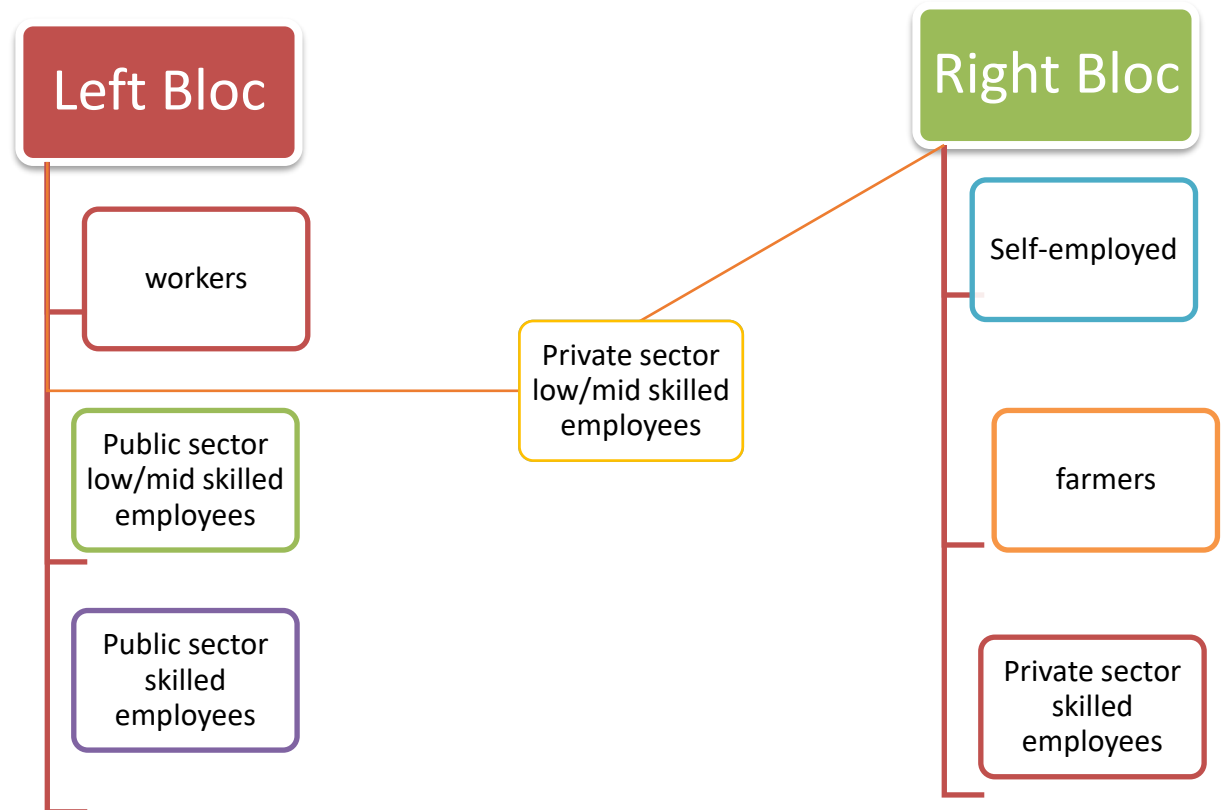 Left Bloc
Right Bloc
workers
Self-employed
Private sector
low/mid skilled
employees
Public sector
low/mid skilled
employees
farmers
Public sector
skilled
employees
Private sector
skilled
employees